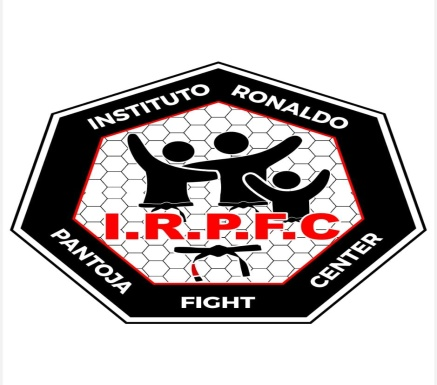 INSTITUTO RONALDO
PANTOJA FIGHT CENTER
I.R.P.F.C